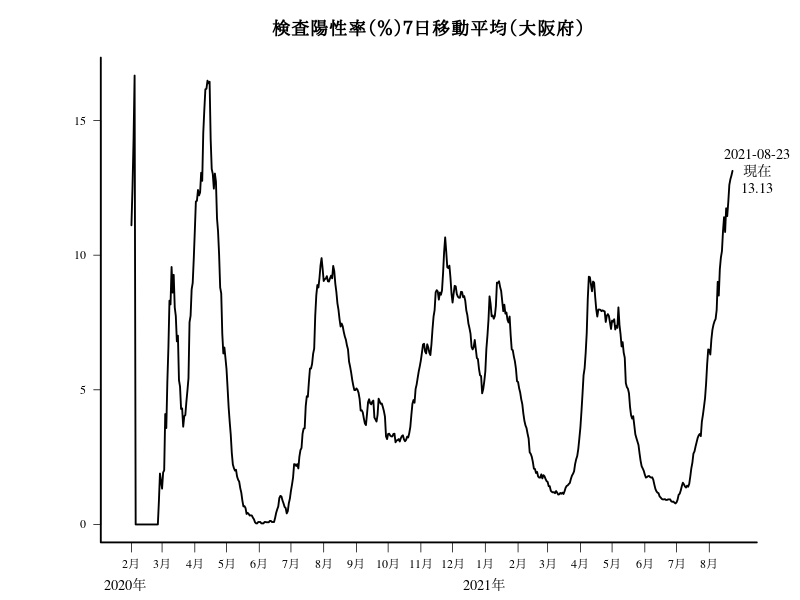 検査陽性率(%)7日移動平均(大阪府)
2021-08-23
現在
13.13
15
10
5
0
2月 3月 4月 5月 6月 7月 8月 9月 10月 11月 12月 1月 2月 3月 4月 5月 6月 7月 8月
2020年 2021年